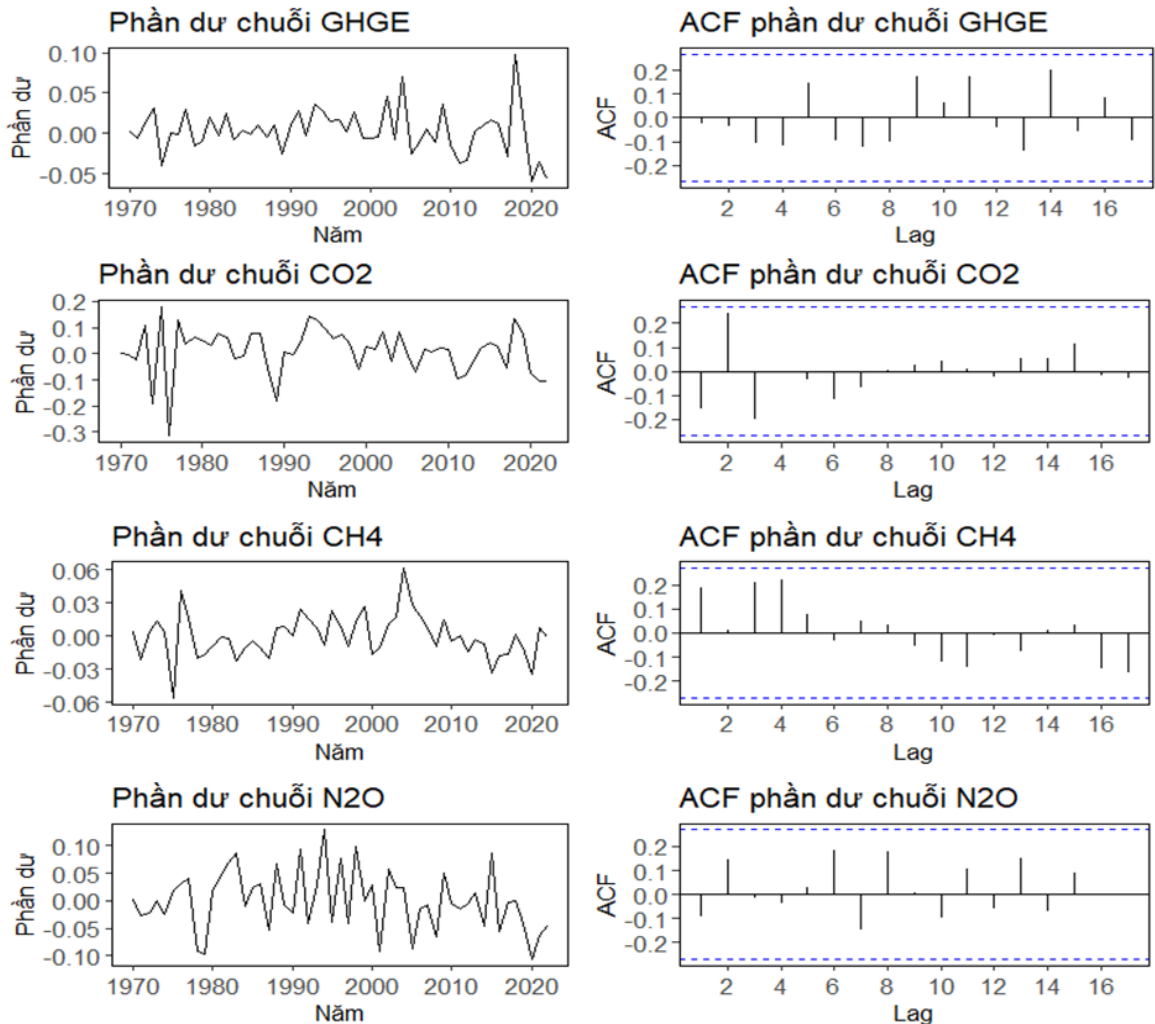 Phần dư chuỗi GHGE
Phần dư
0.10
0.05
0.00
-0.05
1970 1980 1990 2000 2010 2020
Năm
ACF phần dư chuỗi GHGE
ACF
0.2
0.1
0.0
-0.1
-0.2
2 4 6 8 10 12 14 16
Lag
Phần dư chuỗi CO2
Phần dư
0.2
0.1
0.0
-0.1
-0.2
-0.3
1970 1980 1990 2000 2010 2020
Năm
ACF phần dư chuỗi CO2
ACF
0.2
0.1
0.0
-0.1
-0.2
2 4 6 8 10 12 14 16
Lag
Phần dư chuỗi CH4
Phần dư
0.06
0.03
0.00
-0.03
-0.06
1970 1980 1990 2000 2010 2020
Năm
ACF phần dư chuỗi CH4
ACF
0.2
0.1
0.0
-0.1
-0.2
2 4 6 8 10 12 14 16
Lag
Phần dư chuỗi N2O
Phần dư
0.10
0.05
0.00
-0.05
-0.10
1970 1980 1990 2000 2010 2020
Năm
ACF phần dư chuỗi N2O
ACF
0.2
0.1
0.0
-0.1
-0.2
2 4 6 8 10 12 14 16
Lag